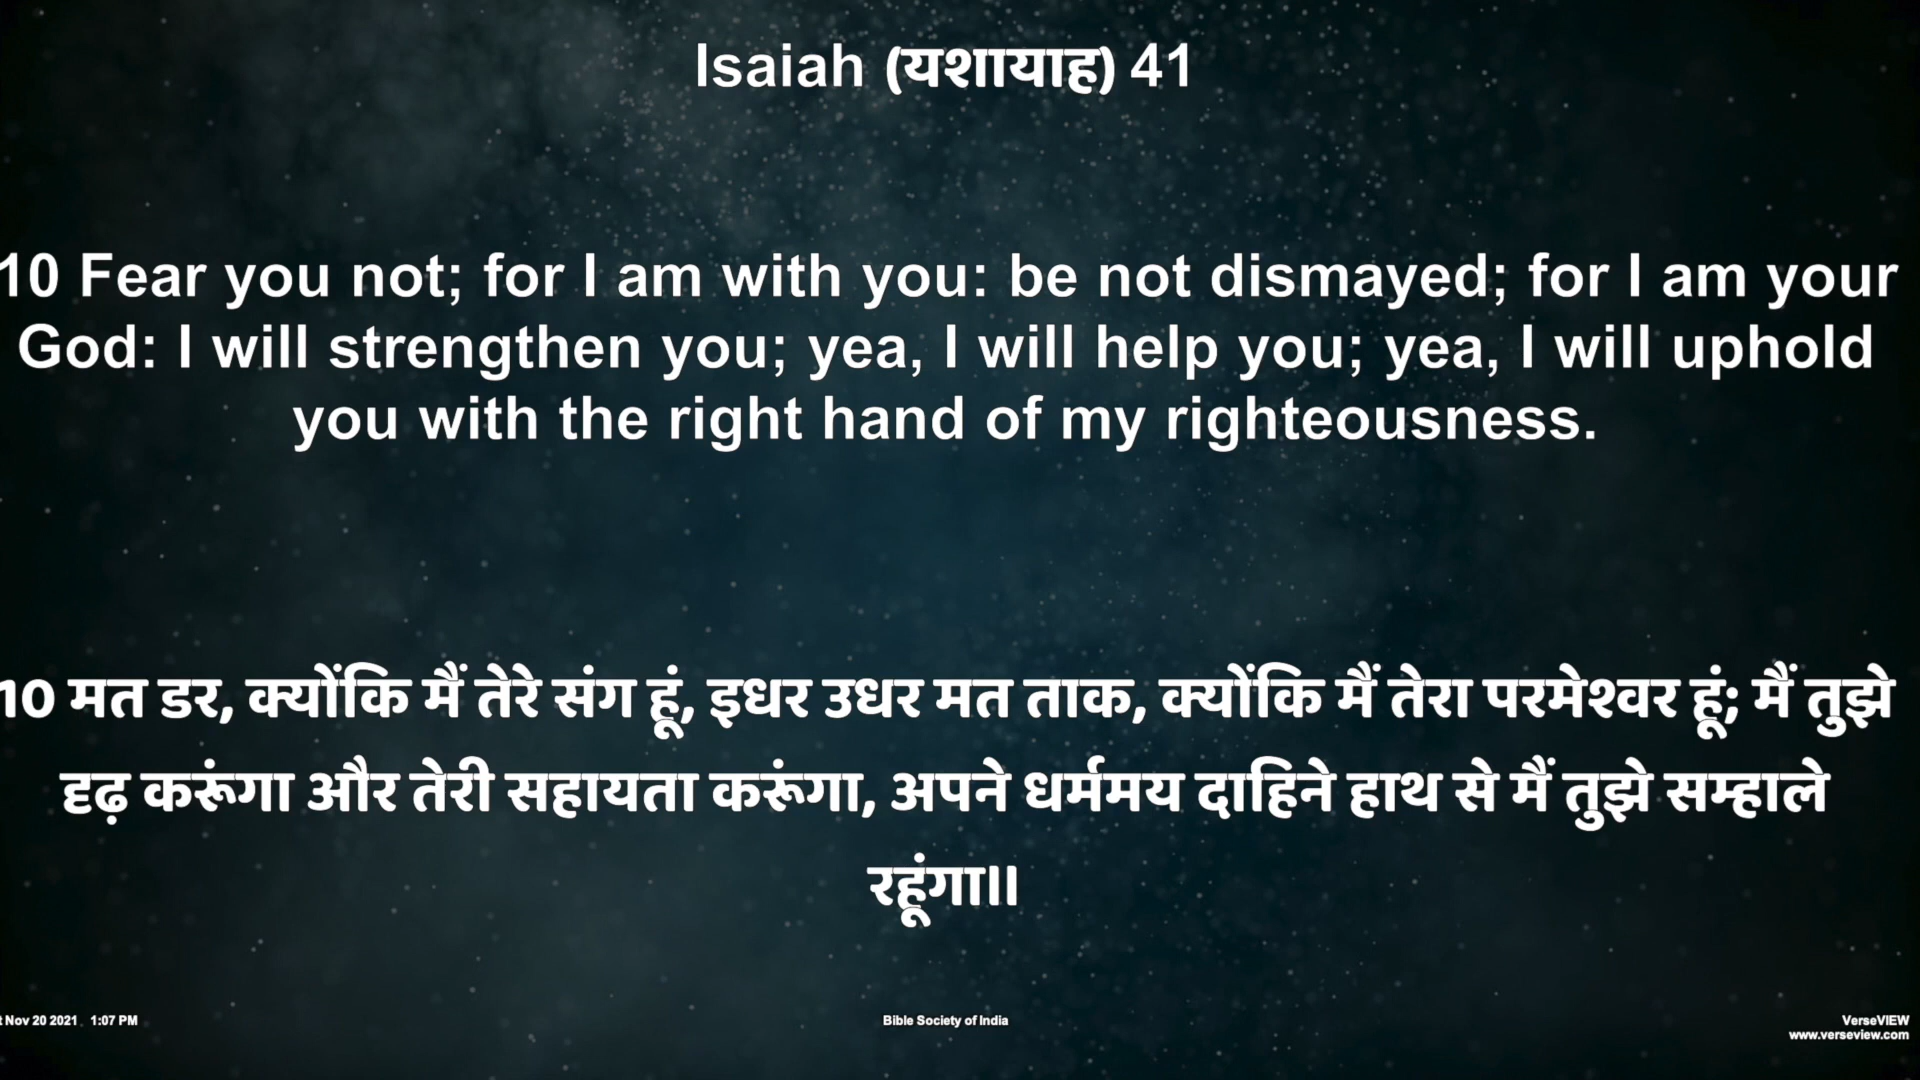 Isaiah (यशायाह) 41
10 Fear you not; for I am with you: be not dismayed; for I am your
God: I will strengthen you; yea, I will help you; yea, I will uphold
you with the right hand of my righteousness.
10 मत डर, क्योंकि मैं तेरे संग हूं, इधर उधर मत ताक, क्योंकि मैं तेरा परमेश्वर हूं; मैं तुझे
दृढ़ करूंगा और तेरी सहायता करूंगा, अपने धर्ममय दाहिने हाथ से मैं तुझे सम्हाले
रहूंगा॥
t Nov 20 2021 1:07 PM
Bible Society of India
VerseVIEW
www.verseview.com